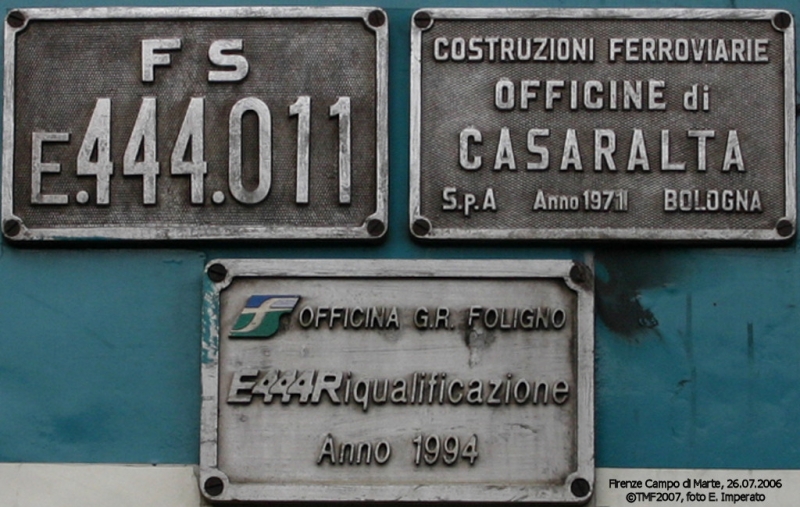 FS
E.444.011
COSTRUZIONI FERROVIARIE
OFFICINE di
CASARALTA
S.p.A Anno 1971 BOLOGNA
OFFICINA G.R. FOLIGNO
E444Riqualificazione
Anno 1994
Firenze Campo di Marte, 26.07.2006
©TMF2007, foto E. Imperato